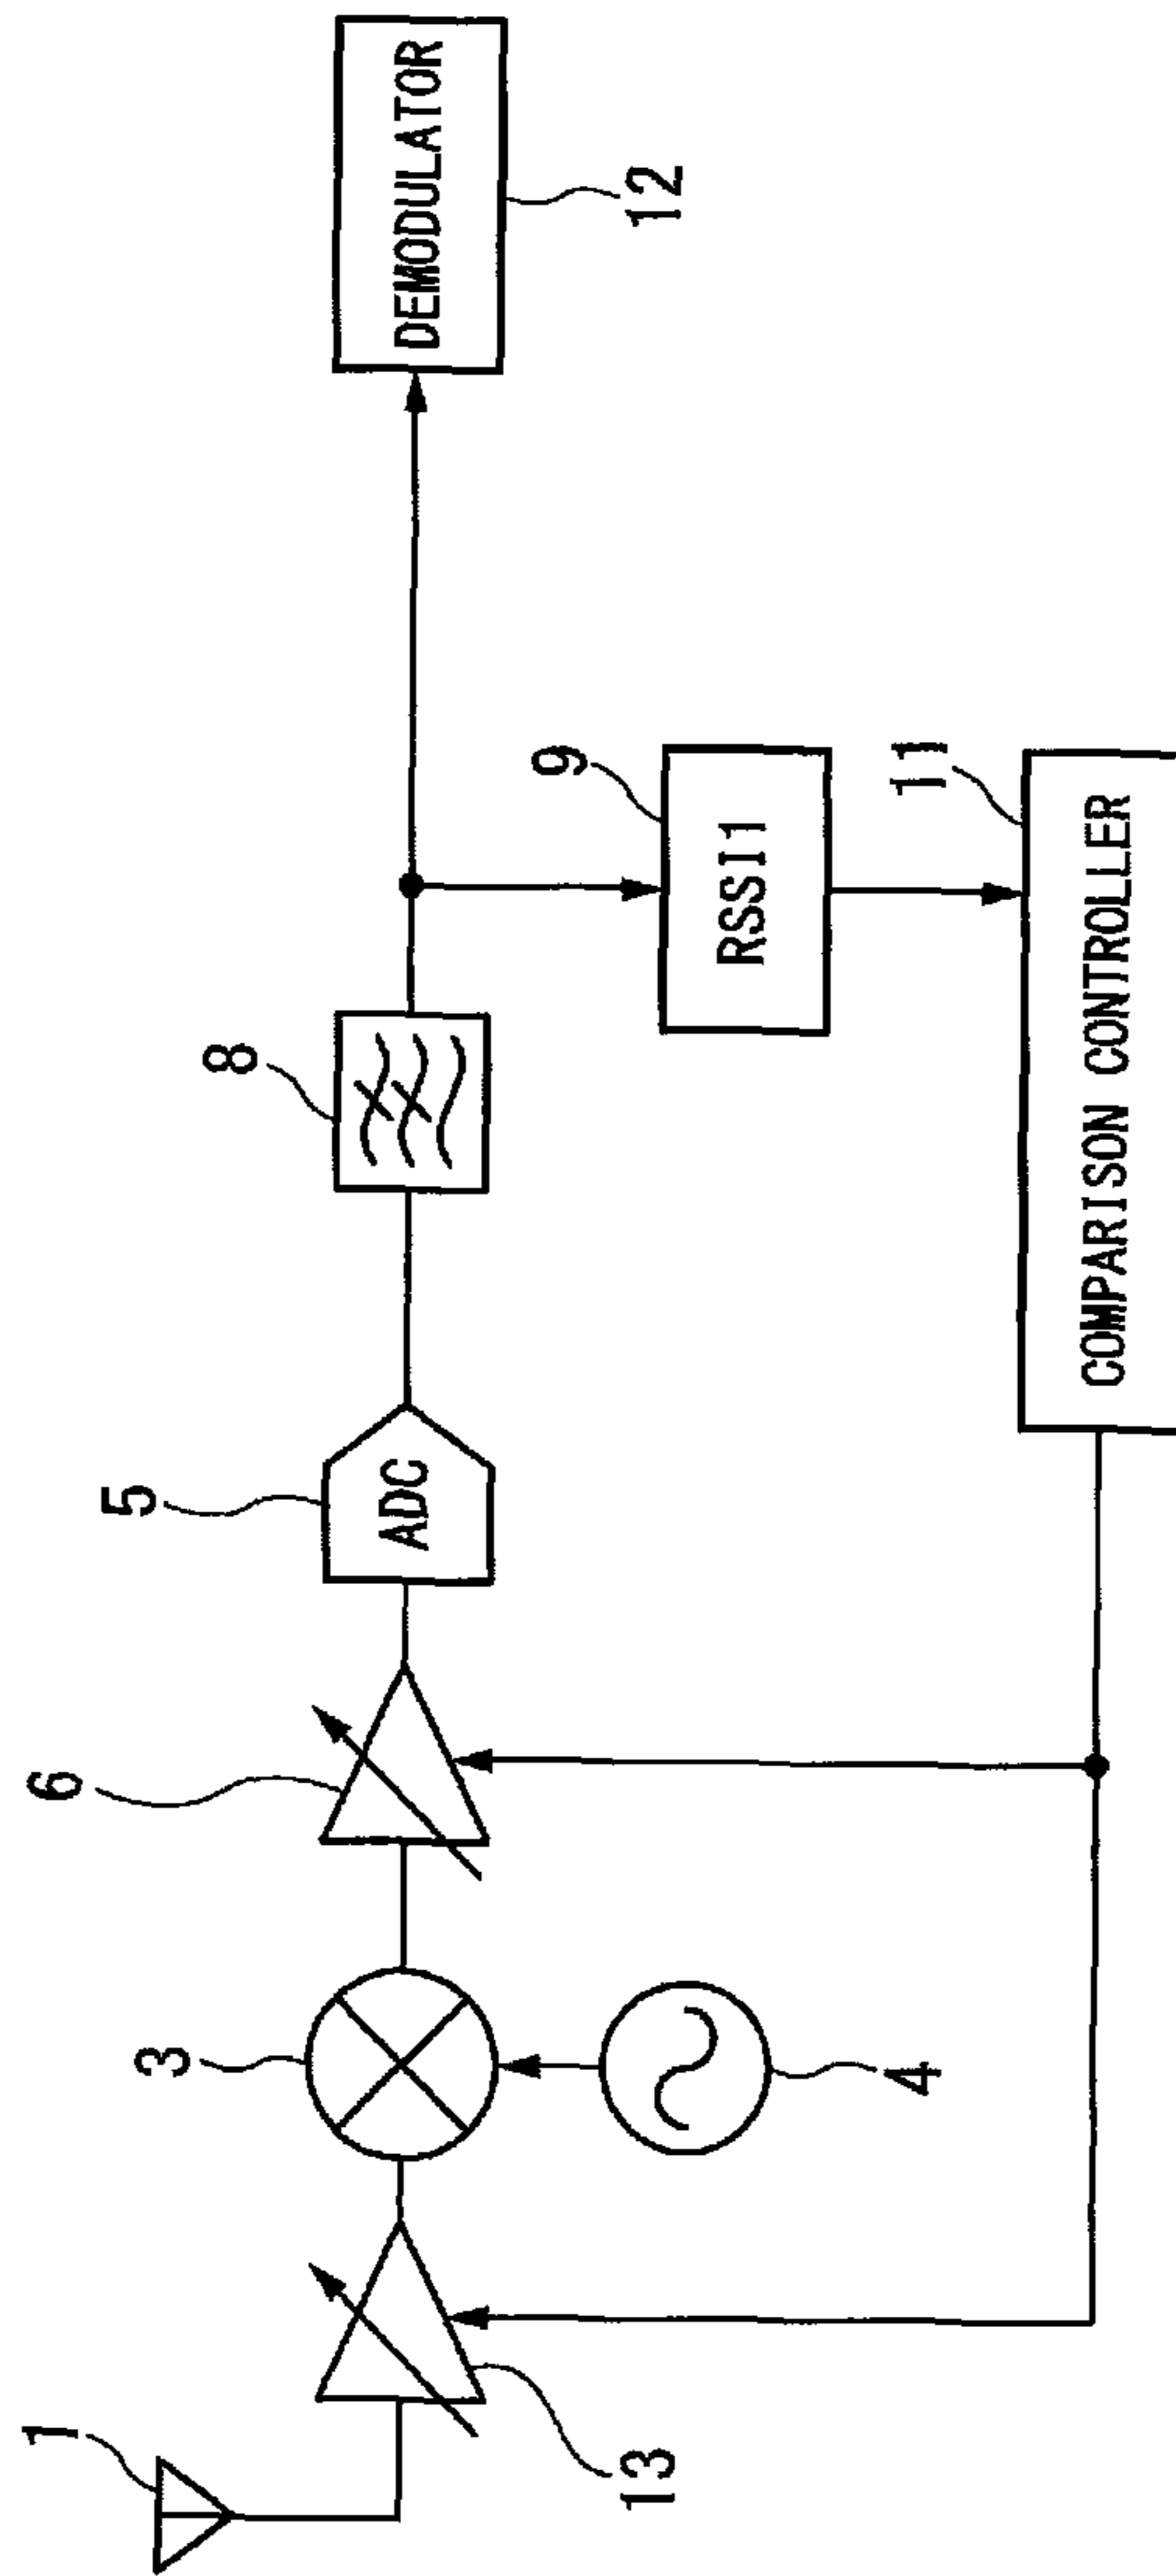 1
13
3
4
6
5
ADC
8
9
RSSI1
11
COMPARISON CONTROLLER
DEMODULATOR
12